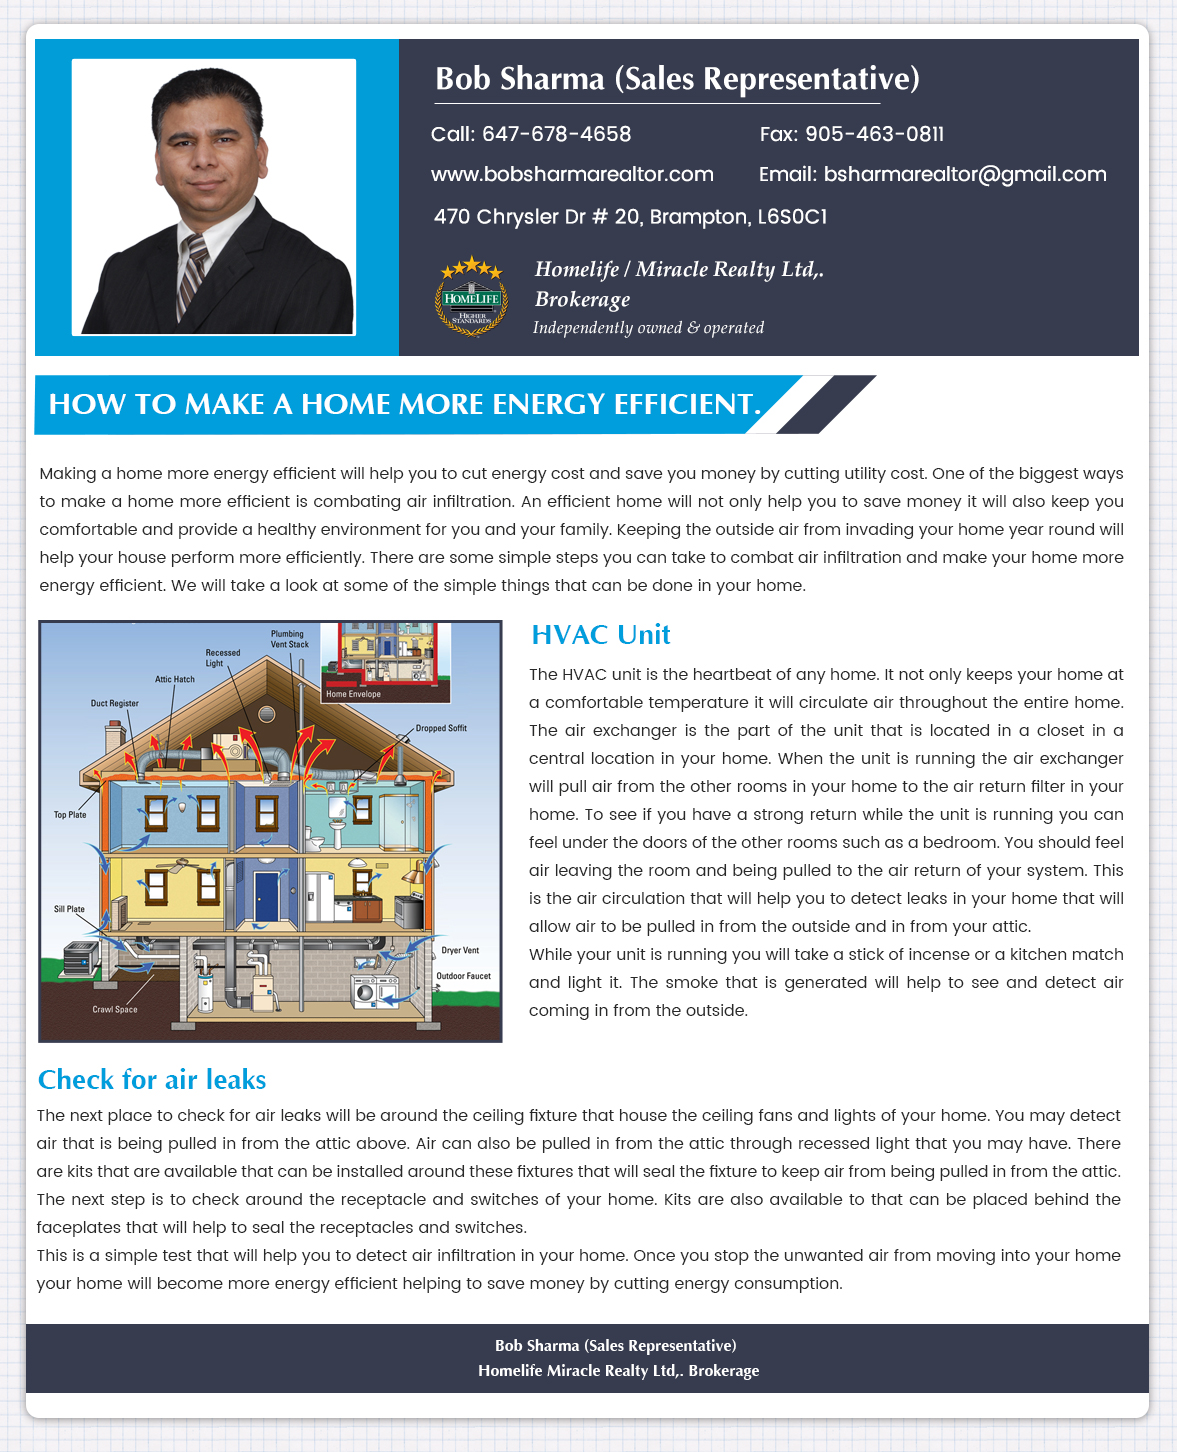 Bob Sharma (Sales Representative)
Call: 647-678-4658
Fax: 905-463-0811
www.bobsharmarealtor.com
Email: bsharmarealtor@gmail.com
470 Chrysler Dr # 20, Brampton, L6S0C1
HOMELIFE
HIGHER
STANDARDS
Homelife / Miracle Realty Ltd,.
Brokerage
Independently owned & operated
HOW TO MAKE A HOME MORE ENERGY EFFICIENT.
Making a home more energy efficient will help you to cut energy cost and save you money by cutting utility cost. One of the biggest ways
to make a home more efficient is combating air infiltration. An efficient home will not only help you to save money it will also keep you
comfortable and provide a healthy environment for you and your family. Keeping the outside air from invading your home year round will
help your house perform more efficiently. There are some simple steps you can take to combat air infiltration and make your home more
energy efficient. We will take a look at some of the simple things that can be done in your home.
Plumbing
Vent Stack
Recessed
Light
Attic Hatch
Duct Register
Home Envelope
Dropped Soffit
Top Plate
Sill Plate
Dryer Vent
Outdoor Faucet
Crawl Space
HVAC Unit
The HVAC unit is the heartbeat of any home. It not only keeps your home at
a comfortable temperature it will circulate air throughout the entire home.
The air exchanger is the part of the unit that is located in a closet in a
central location in your home. When the unit is running the air exchanger
will pull air from the other rooms in your home to the air return filter in your
home. To see if you have a strong return while the unit is running you can
feel under the doors of the other rooms such as a bedroom. You should feel
air leaving the room and being pulled to the air return of your system. This
is the air circulation that will help you to detect leaks in your home that will
allow air to be pulled in from the outside and in from your attic.
While your unit is running you will take a stick of incense or a kitchen match
and light it. The smoke that is generated will help to see and detect air
coming in from the outside.
Check for air leaks
The next place to check for air leaks will be around the ceiling fixture that house the ceiling fans and lights of your home. You may detect
air that is being pulled in from the attic above. Air can also be pulled in from the attic through recessed light that you may have. There
are kits that are available that can be installed around these fixtures that will seal the fixture to keep air from being pulled in from the attic.
The next step is to check around the receptacle and switches of your home. Kits are also available to that can be placed behind the
faceplates that will help to seal the receptacles and switches.
This is a simple test that will help you to detect air infiltration in your home. Once you stop the unwanted air from moving into your home
your home will become more energy efficient helping to save money by cutting energy consumption.
Bob Sharma (Sales Representative)
Homelife Miracle Realty Ltd,. Brokerage